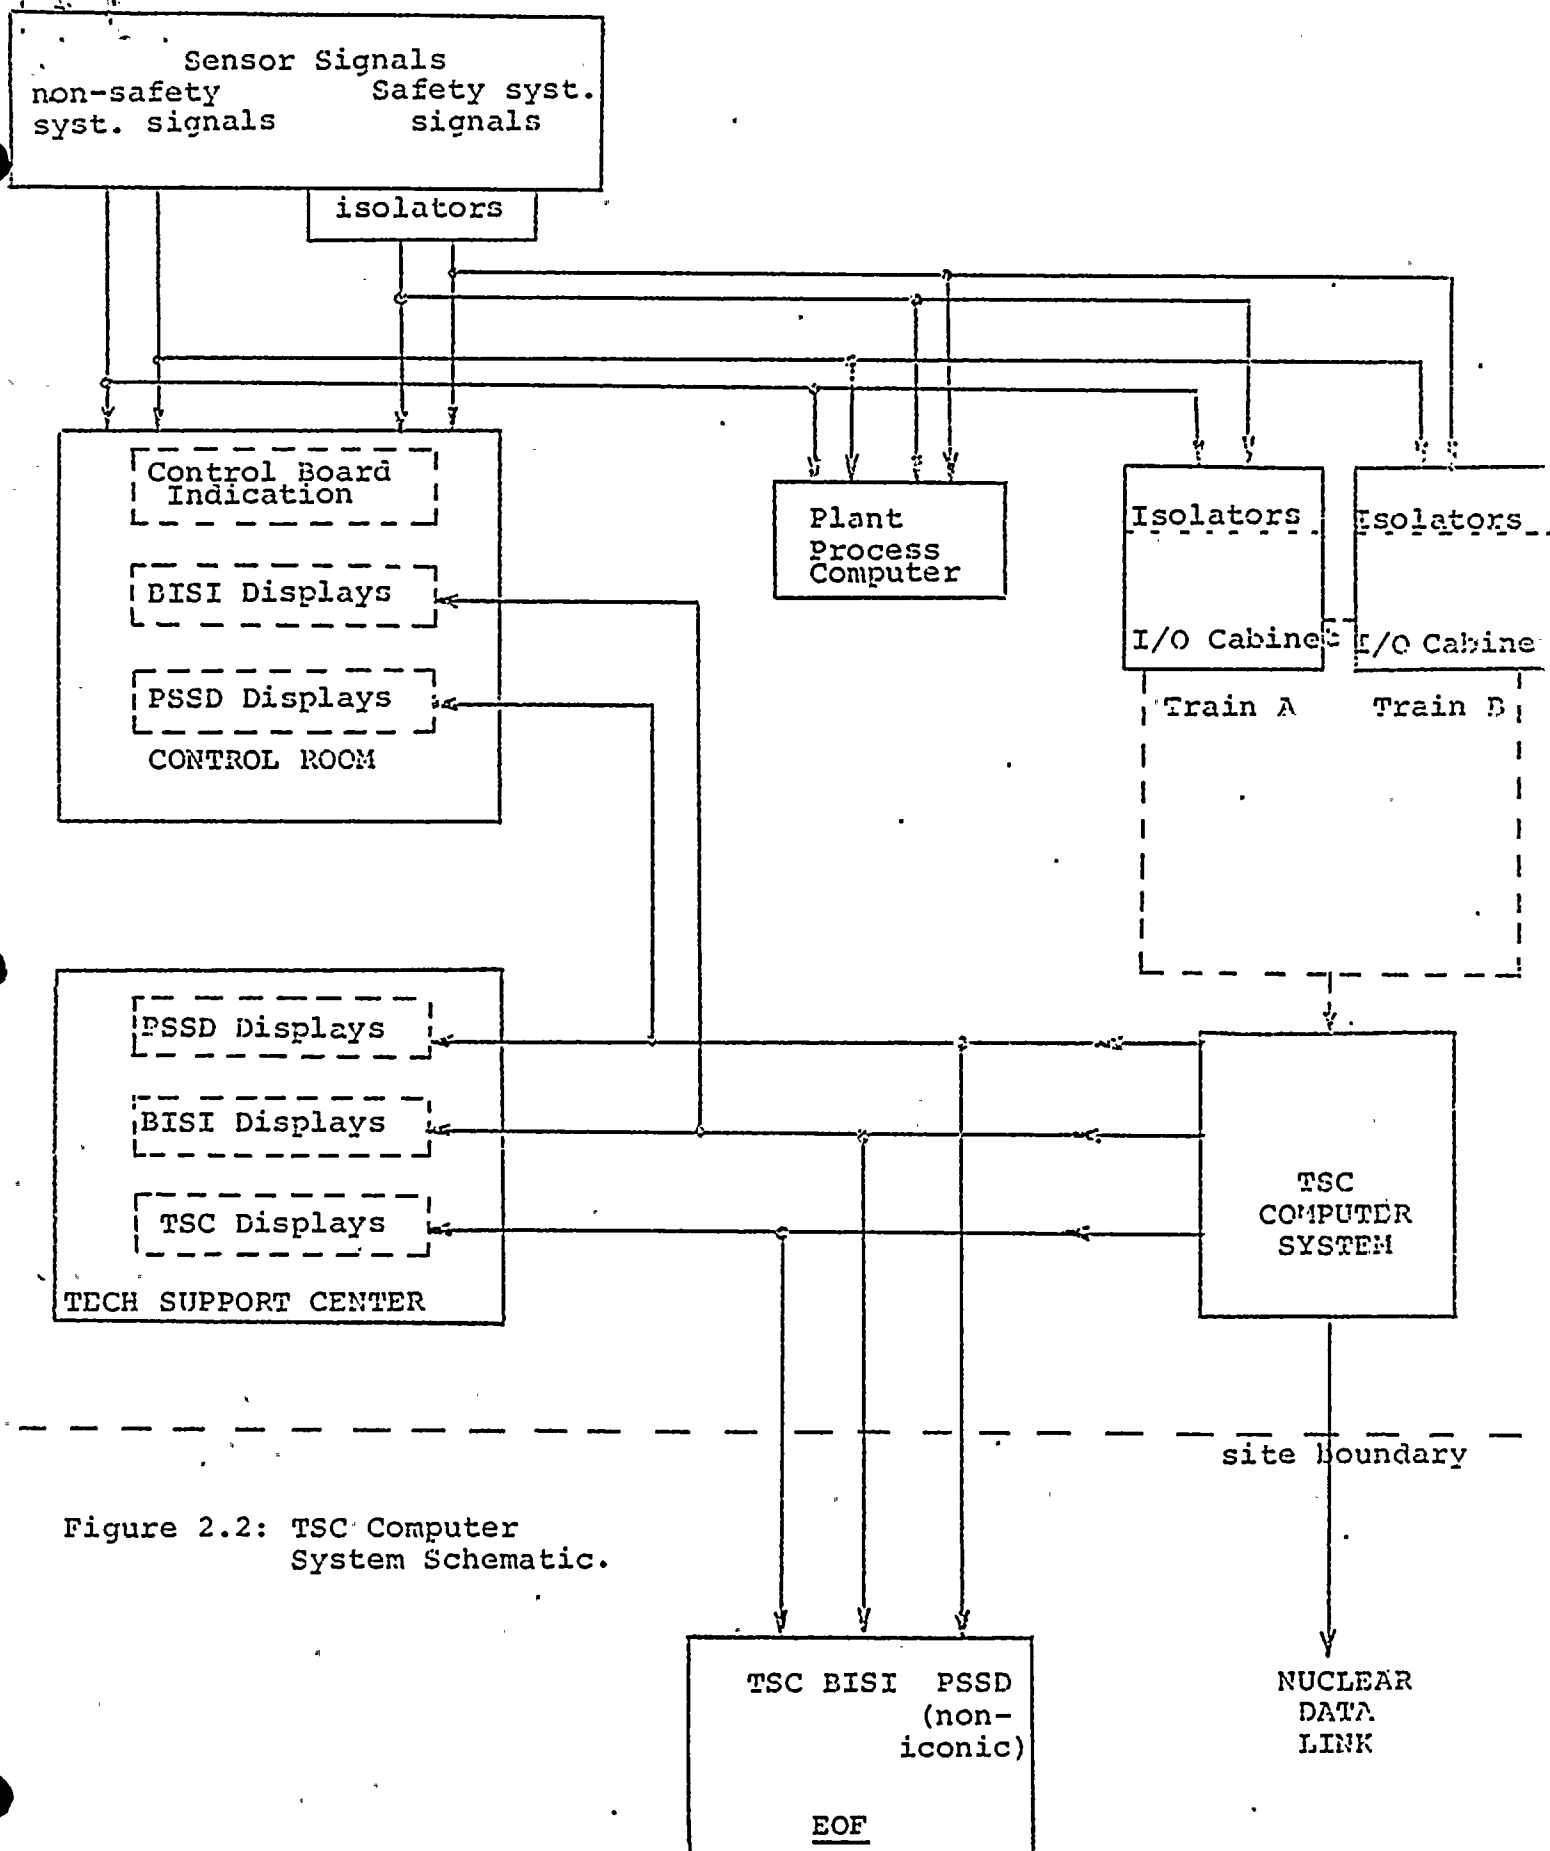 Sensor Signals
non-safety
syst. signals
Safety syst.
signals
isolators
Control Board
Indication
BISI Displays
PSSD Displays
CONTROL ROOM
Plant
Process
Computer
Isolators
I/O Cabinet
Train A
Isolators
I/O Cabine
Train B
PSSD Displays
BISI Displays
TSC Displays
TECH SUPPORT CENTER
TSC
COMPUTER
SYSTEM
site boundary
Figure 2.2: TSC Computer
System Schematic.
TSC BISI PSSD
(non-
iconic)
EOF
NUCLEAR
DATA
LINK